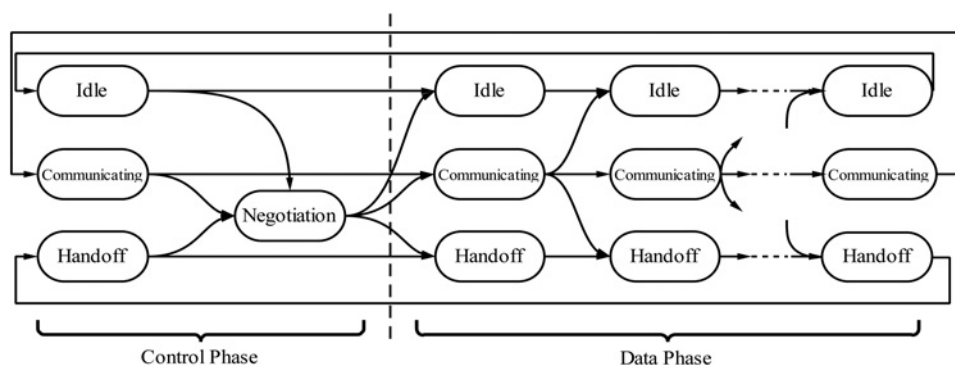 Idle
Idle
Idle
Idle
Communicating
Communicating
Communicating
Communicating
Negotiation
Handoff
Handoff
Handoff
Handoff
Control Phase
Data Phase